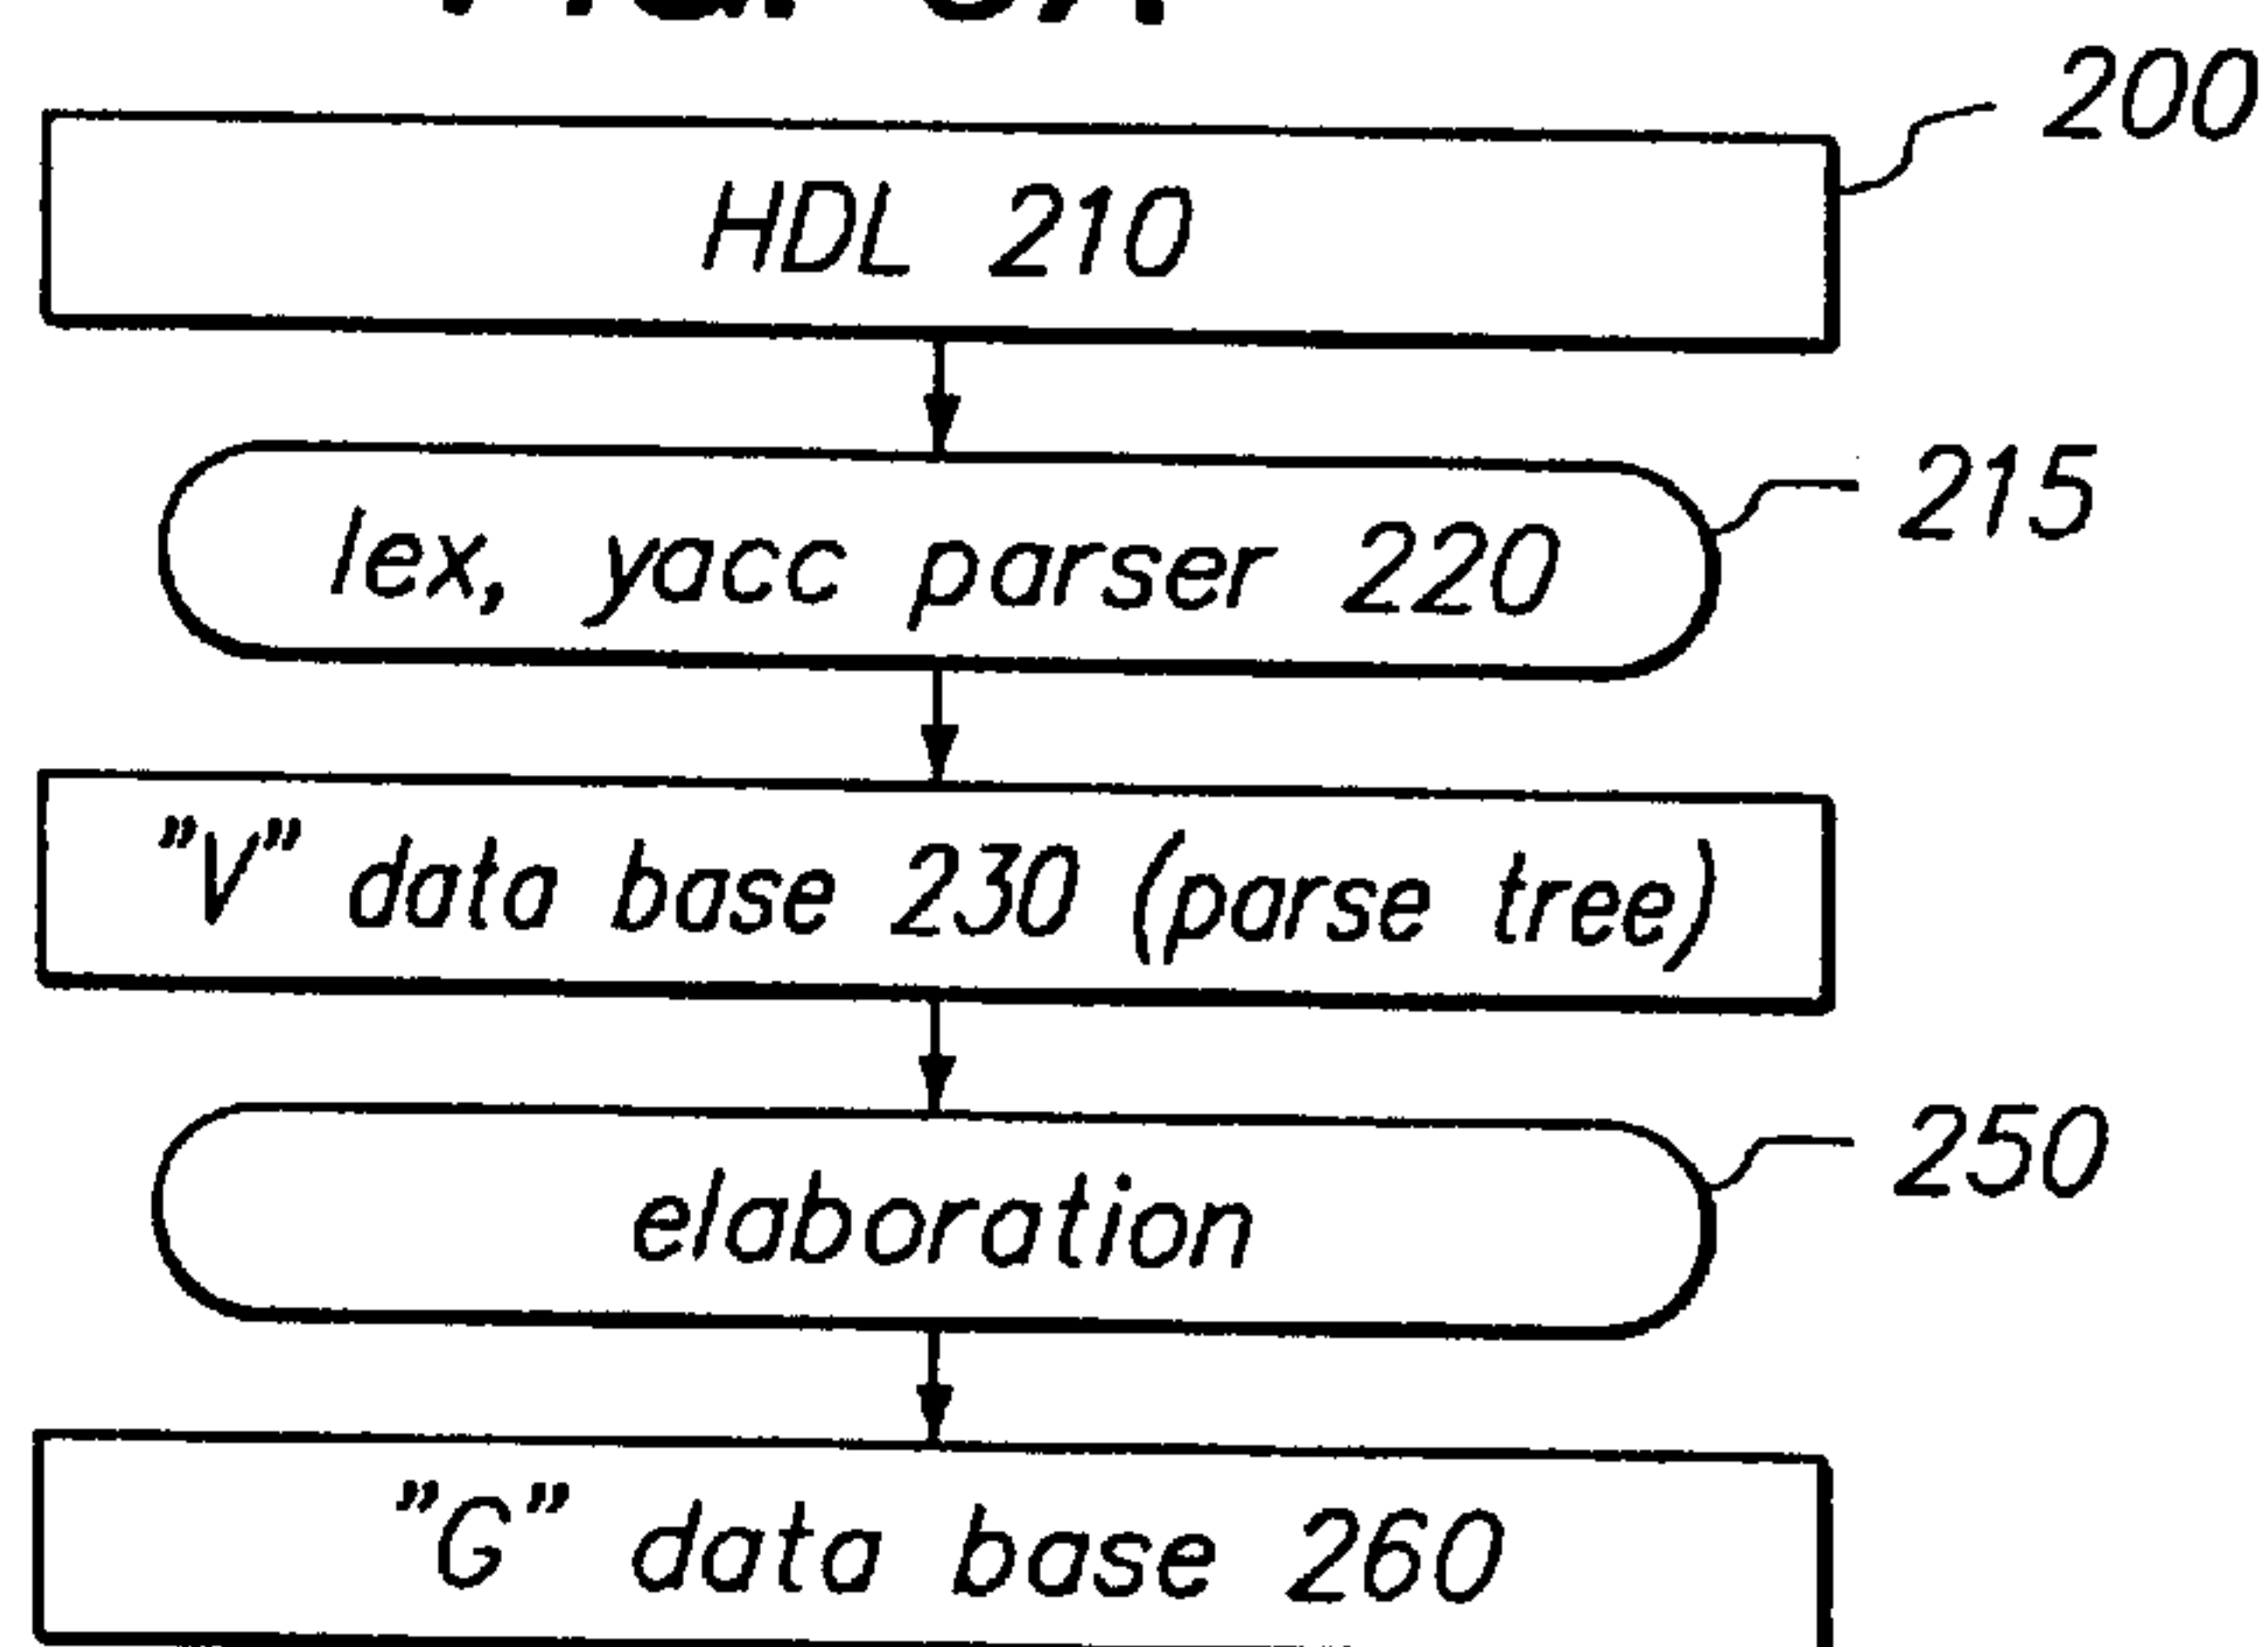 200
HDL 210
215
lex, yacc parser 220
"V" data base 230 (parse tree)
250
elaboration
"G" data base 260